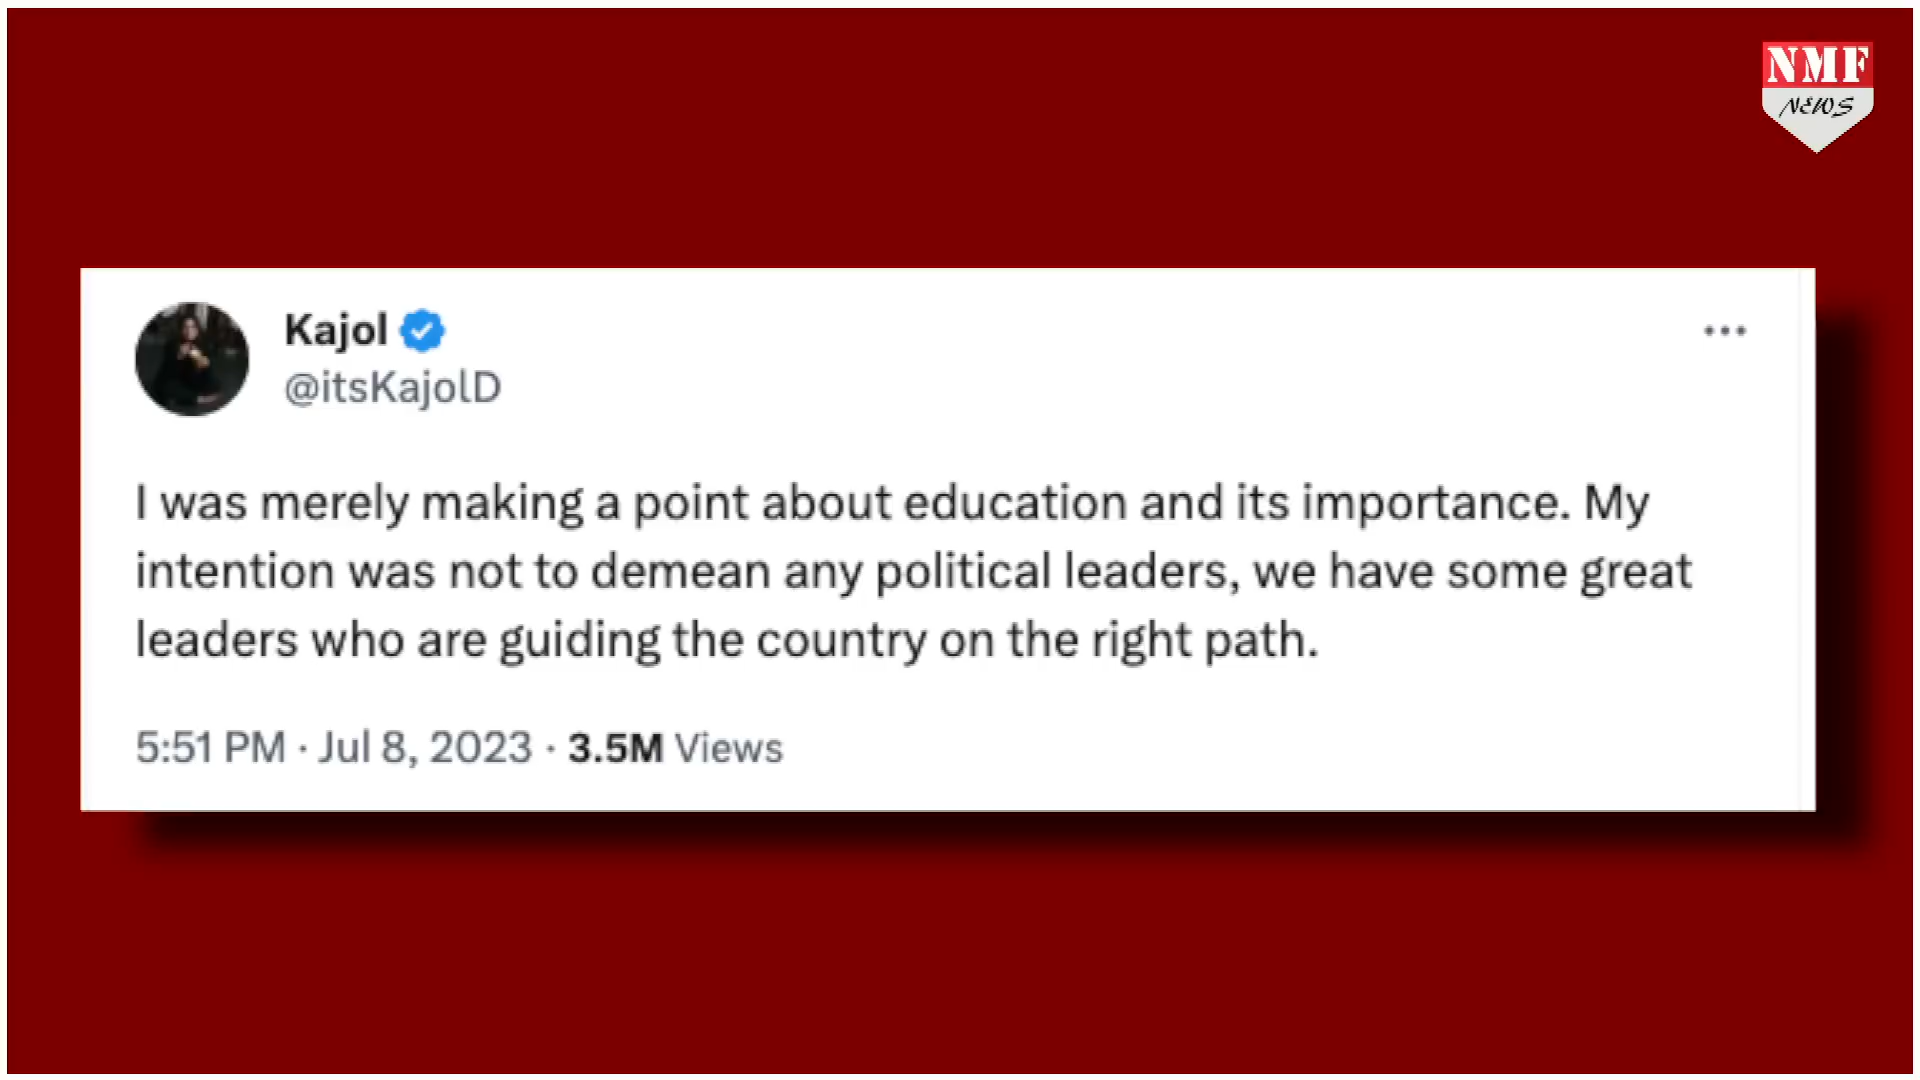 NMF
NEWS
Kajol
@itsKajolD
I was merely making a point about education and its importance. My
intention was not to demean any political leaders, we have some great
leaders who are guiding the country on the right path.
5:51 PM · Jul 8, 2023 · 3.5M Views